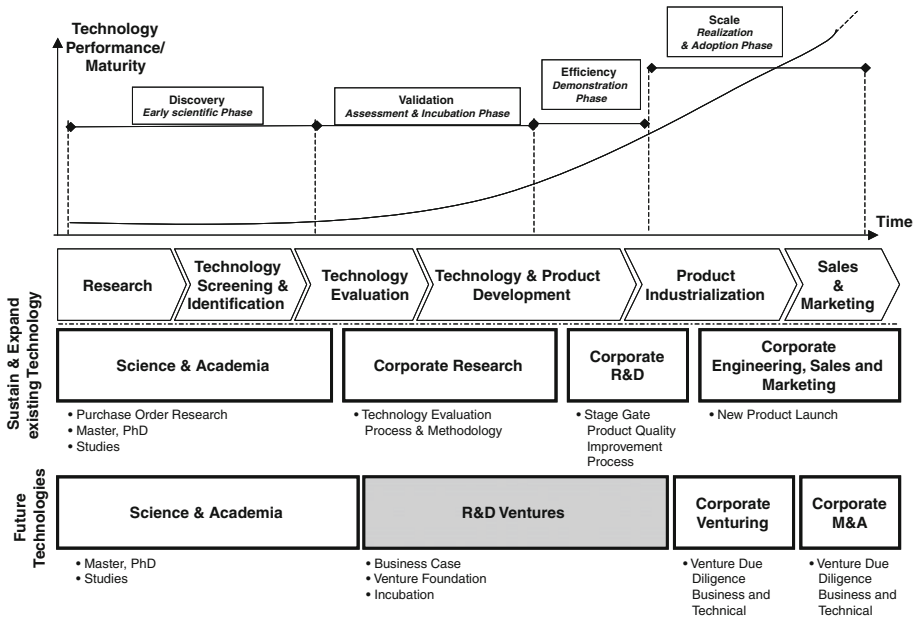 Technology
Performance/
Maturity
Scale
Realization
& Adoption Phase
Efficiency
Demonstration
Phase
Discovery
Early scientific Phase
Validation
Assessment & Incubation Phase
Time
Research
Technology
Screening &
Identification
Technology
Evaluation
Technology & Product
Development
Product
Industrialization
Sales
&
Marketing
Sustain & Expand
existing Technology
Science & Academia
Corporate Research
Corporate
R&D
Corporate
Engineering, Sales and
Marketing
• Purchase Order Research
• Master, PhD
• Studies
• Technology Evaluation
Process & Methodology
• Stage Gate
Product Quality
Improvement
Process
• New Product Launch
Future
Technologies
Science & Academia
R&D Ventures
Corporate
Venturing
Corporate
M&A
• Master, PhD
• Studies
• Business Case
• Venture Foundation
• Incubation
• Venture Due
Diligence
Business and
Technical
• Venture Due
Diligence
Business and
Technical